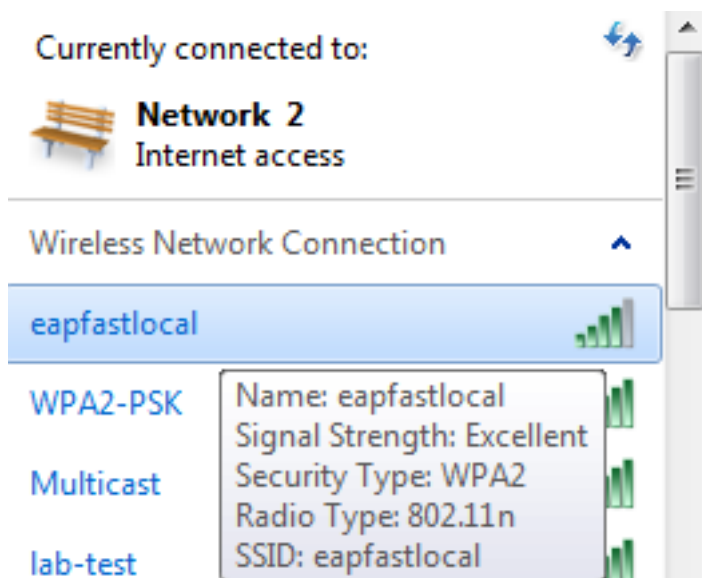 Currently connected to:
Network 2
Internet access
Wireless Network Connection
eapfastlocal
WPA2-PSK
Name: eapfastlocal
Signal Strength: Excellent
Security Type: WPA2
Radio Type: 802.11n
SSID: eapfastlocal
Multicast
lab-test